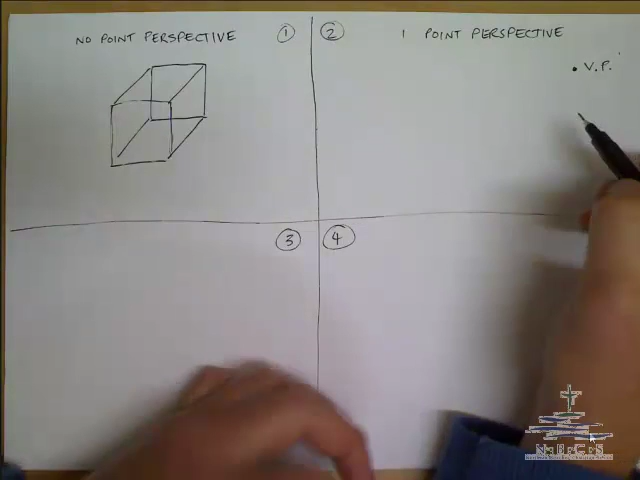 NO POINT PERSPECTIVE
1
2
1 POINT PERSPECTIVE
V.P.
3
4